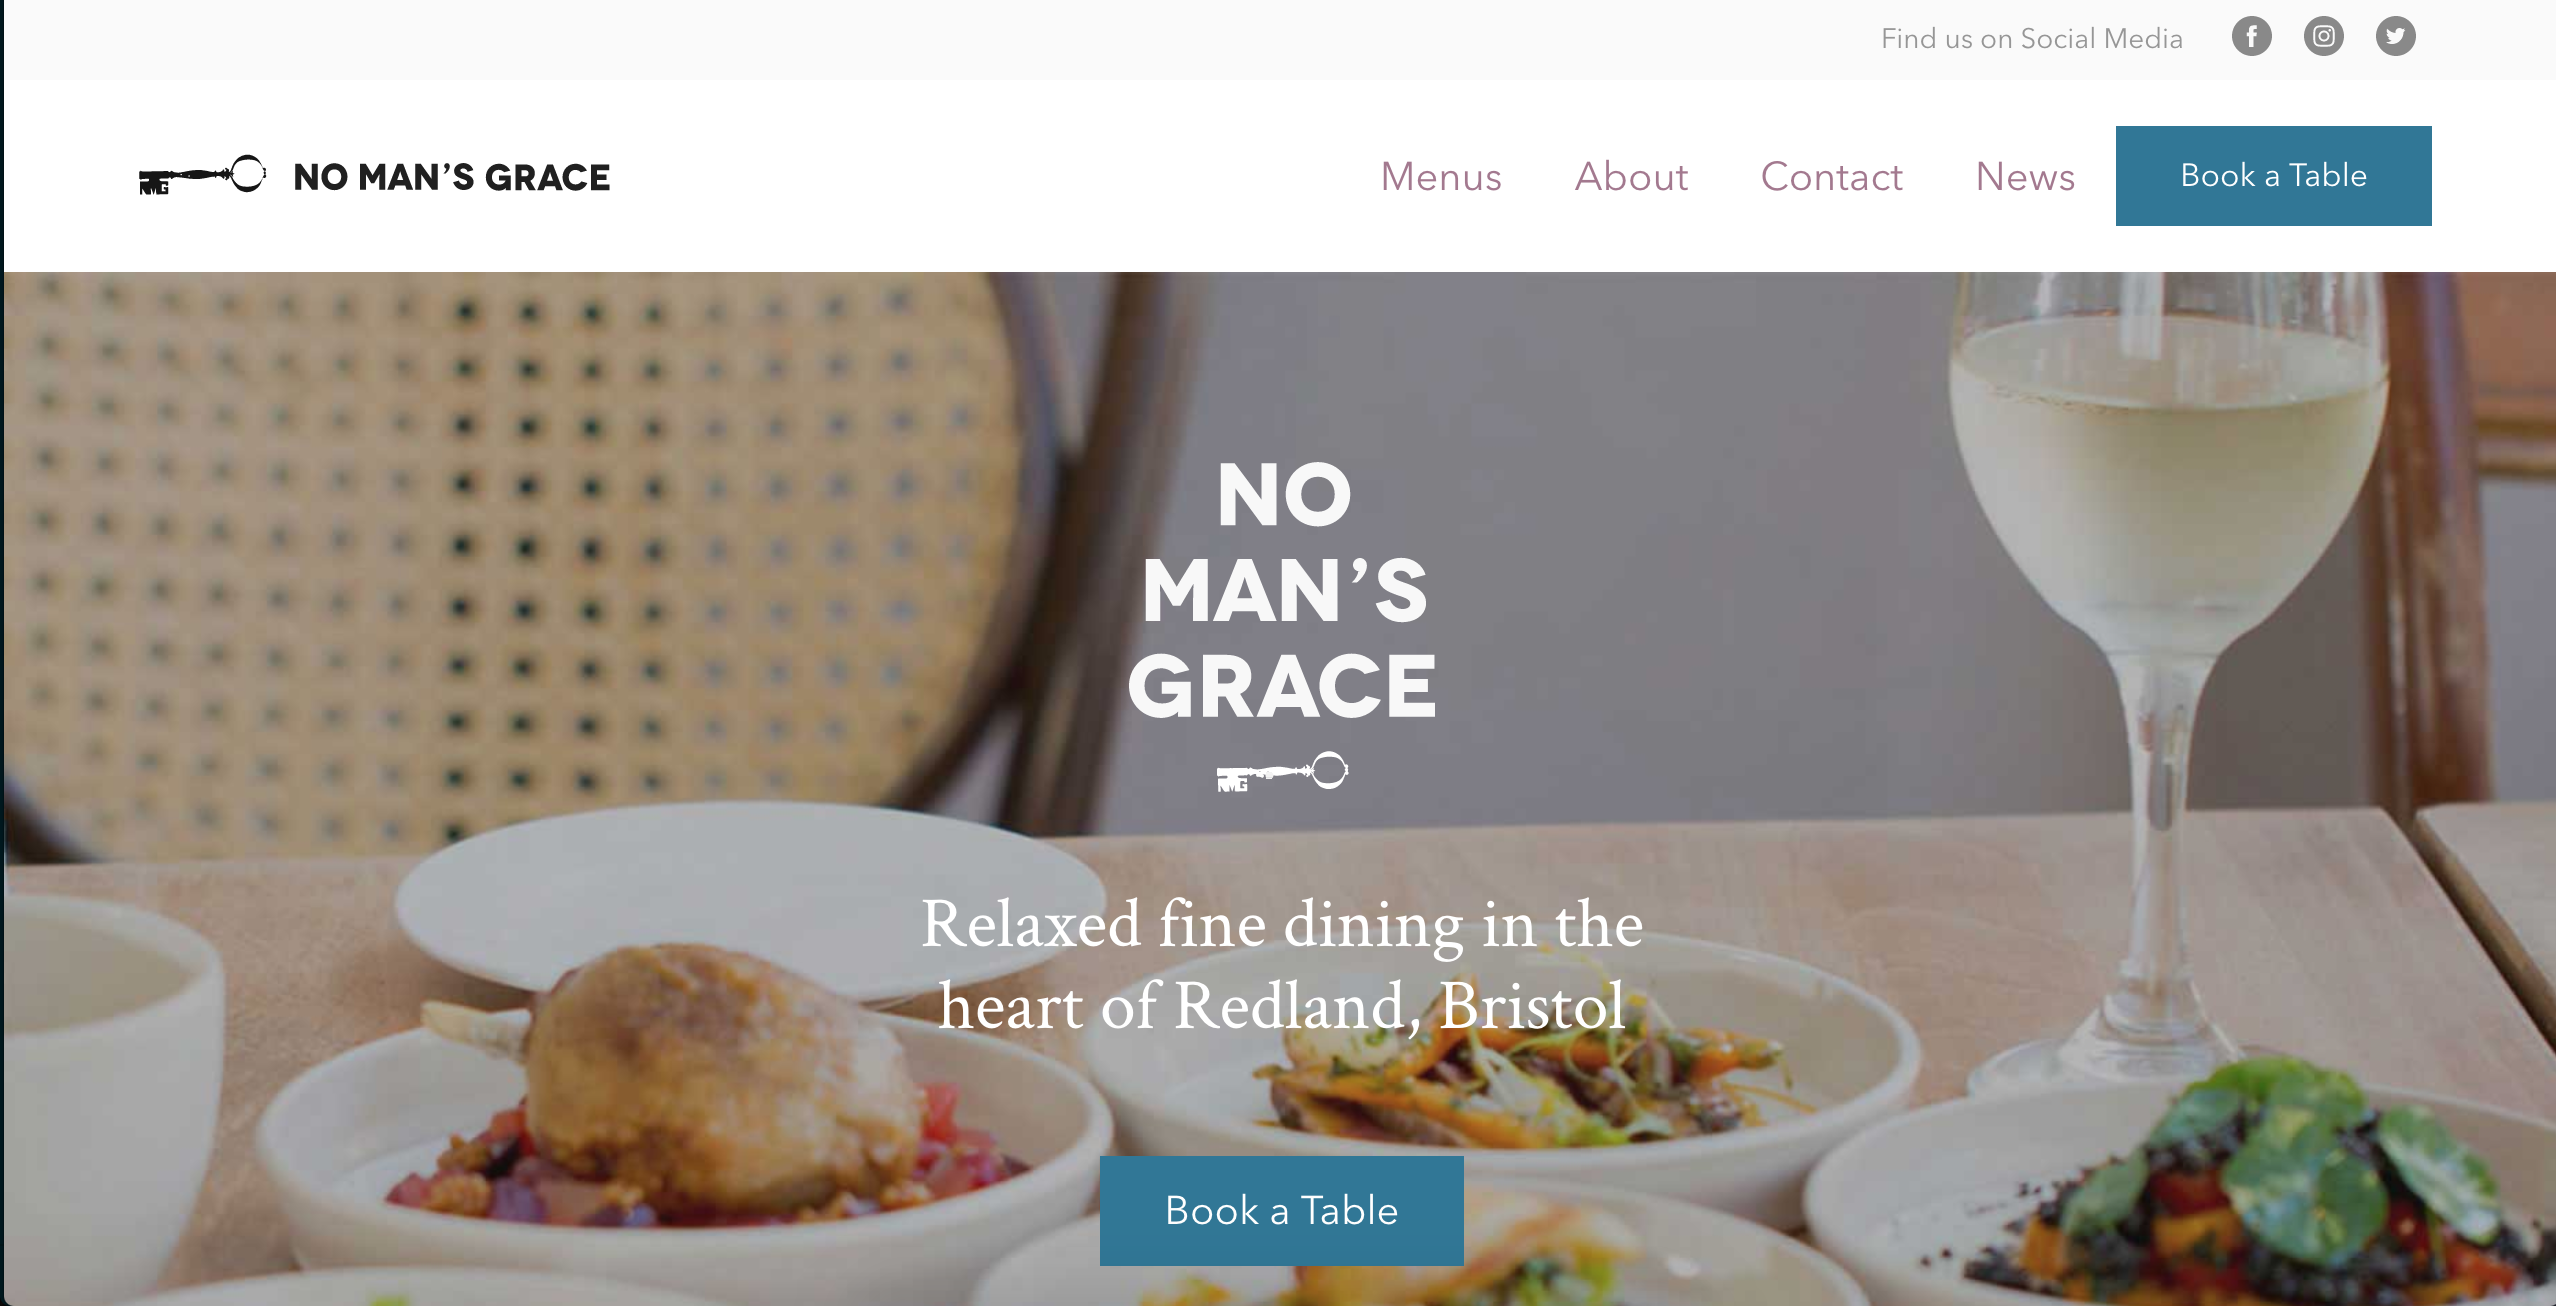 Find us on Social Media
NMG
NO MAN’S GRACE
Menus
About
Contact
News
Book a Table
NO
MAN’S
GRACE
NMG
Relaxed fine dining in the
heart of Redland, Bristol
Book a Table